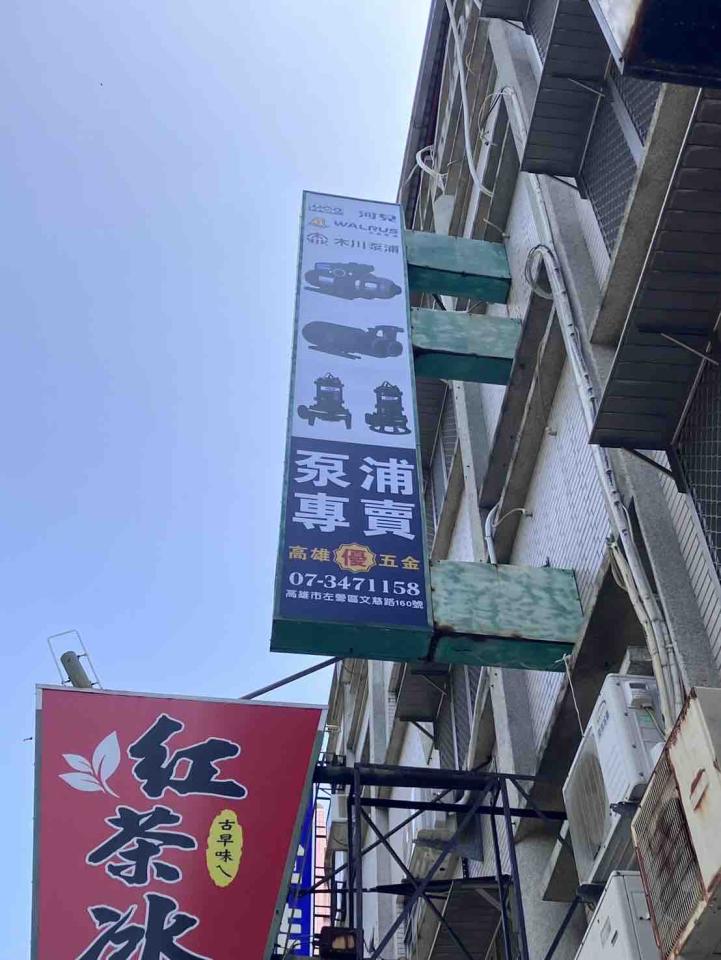 河見
WALRUS
木川泵浦
泵浦
專賣
高雄優五金
07-3471158
高雄市左營區文慈路160號
紅茶冰
古早味